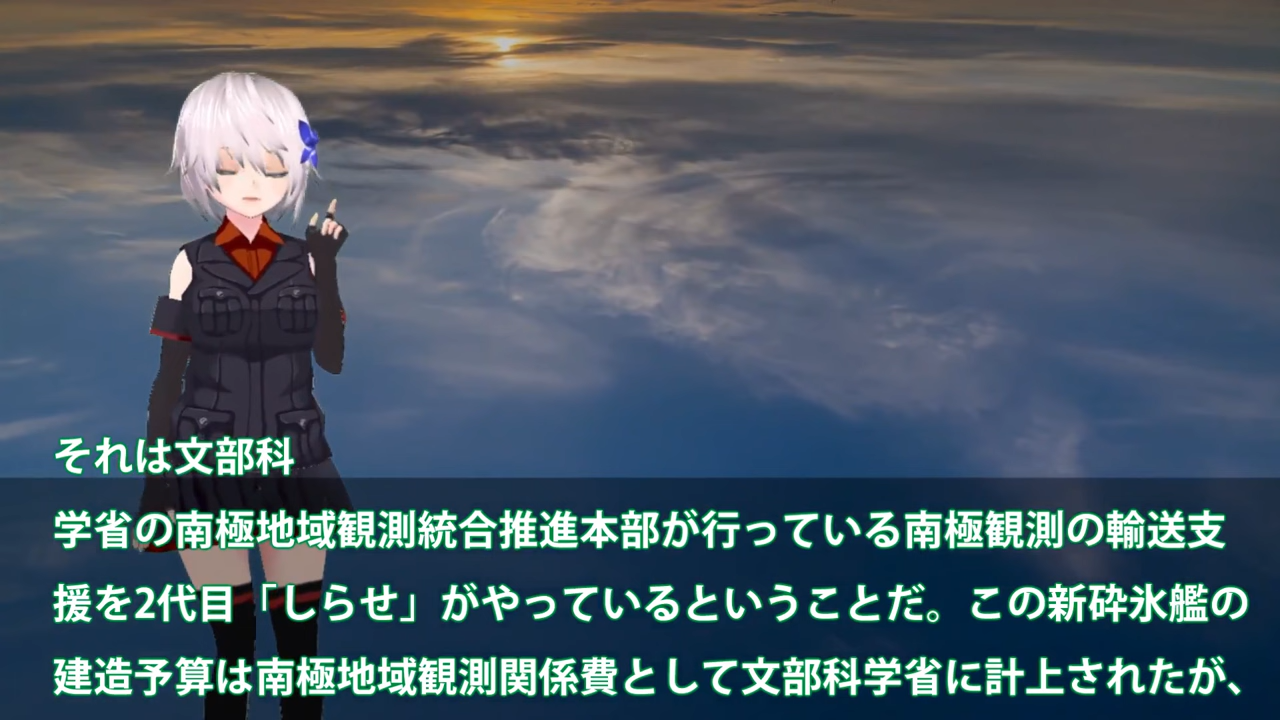 それは文部科
学省の南極地域観測統合推進本部が行っている南極観測の輸送支
援を2代目「しらせ」がやっているということだ。この新砕氷艦の
建造予算は南極地域観測関係費として文部科学省に計上されたが、